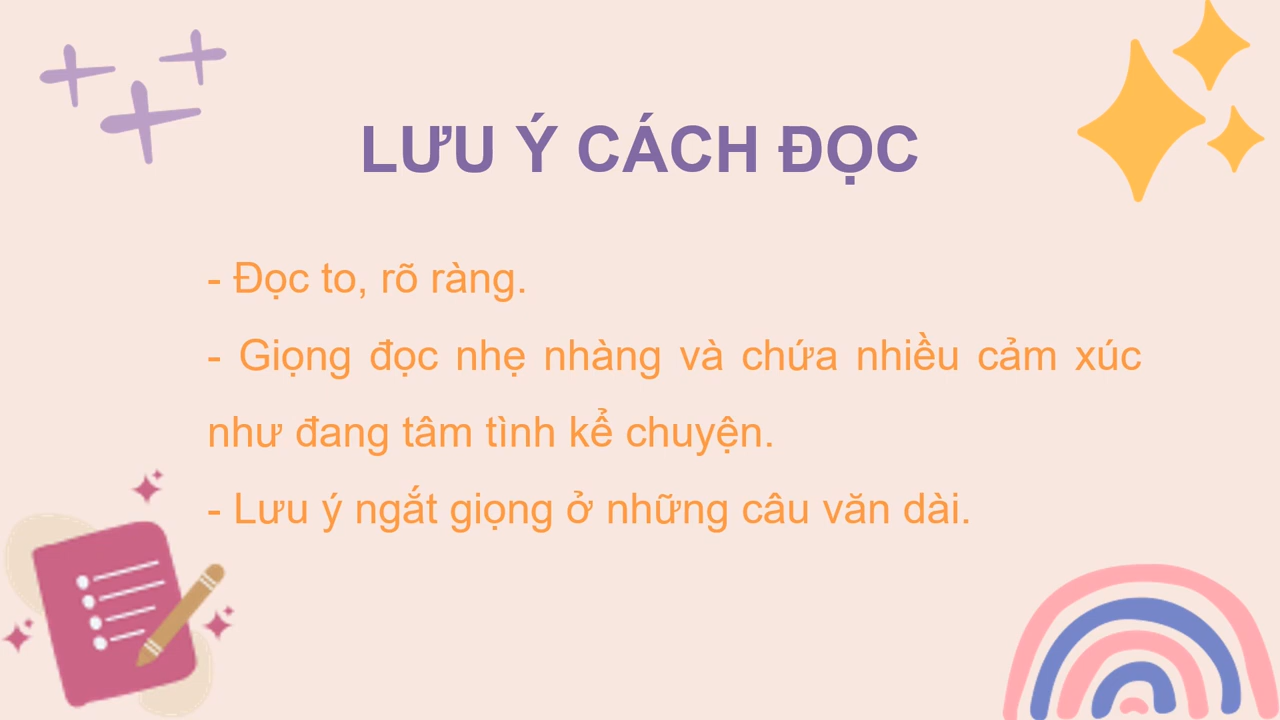 LƯU Ý CÁCH ĐỌC
- Đọc to, rõ ràng.
- Giọng đọc nhẹ nhàng và chứa nhiều cảm xúc
như đang tâm tình kể chuyện.
- Lưu ý ngắt giọng ở những câu văn dài.